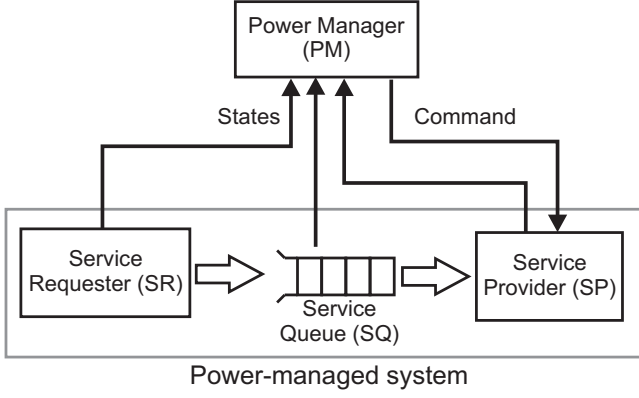 Power Manager
(PM)
States
Command
Service
Requester (SR)
Service
Queue (SQ)
Service
Provider (SP)
Power-managed system